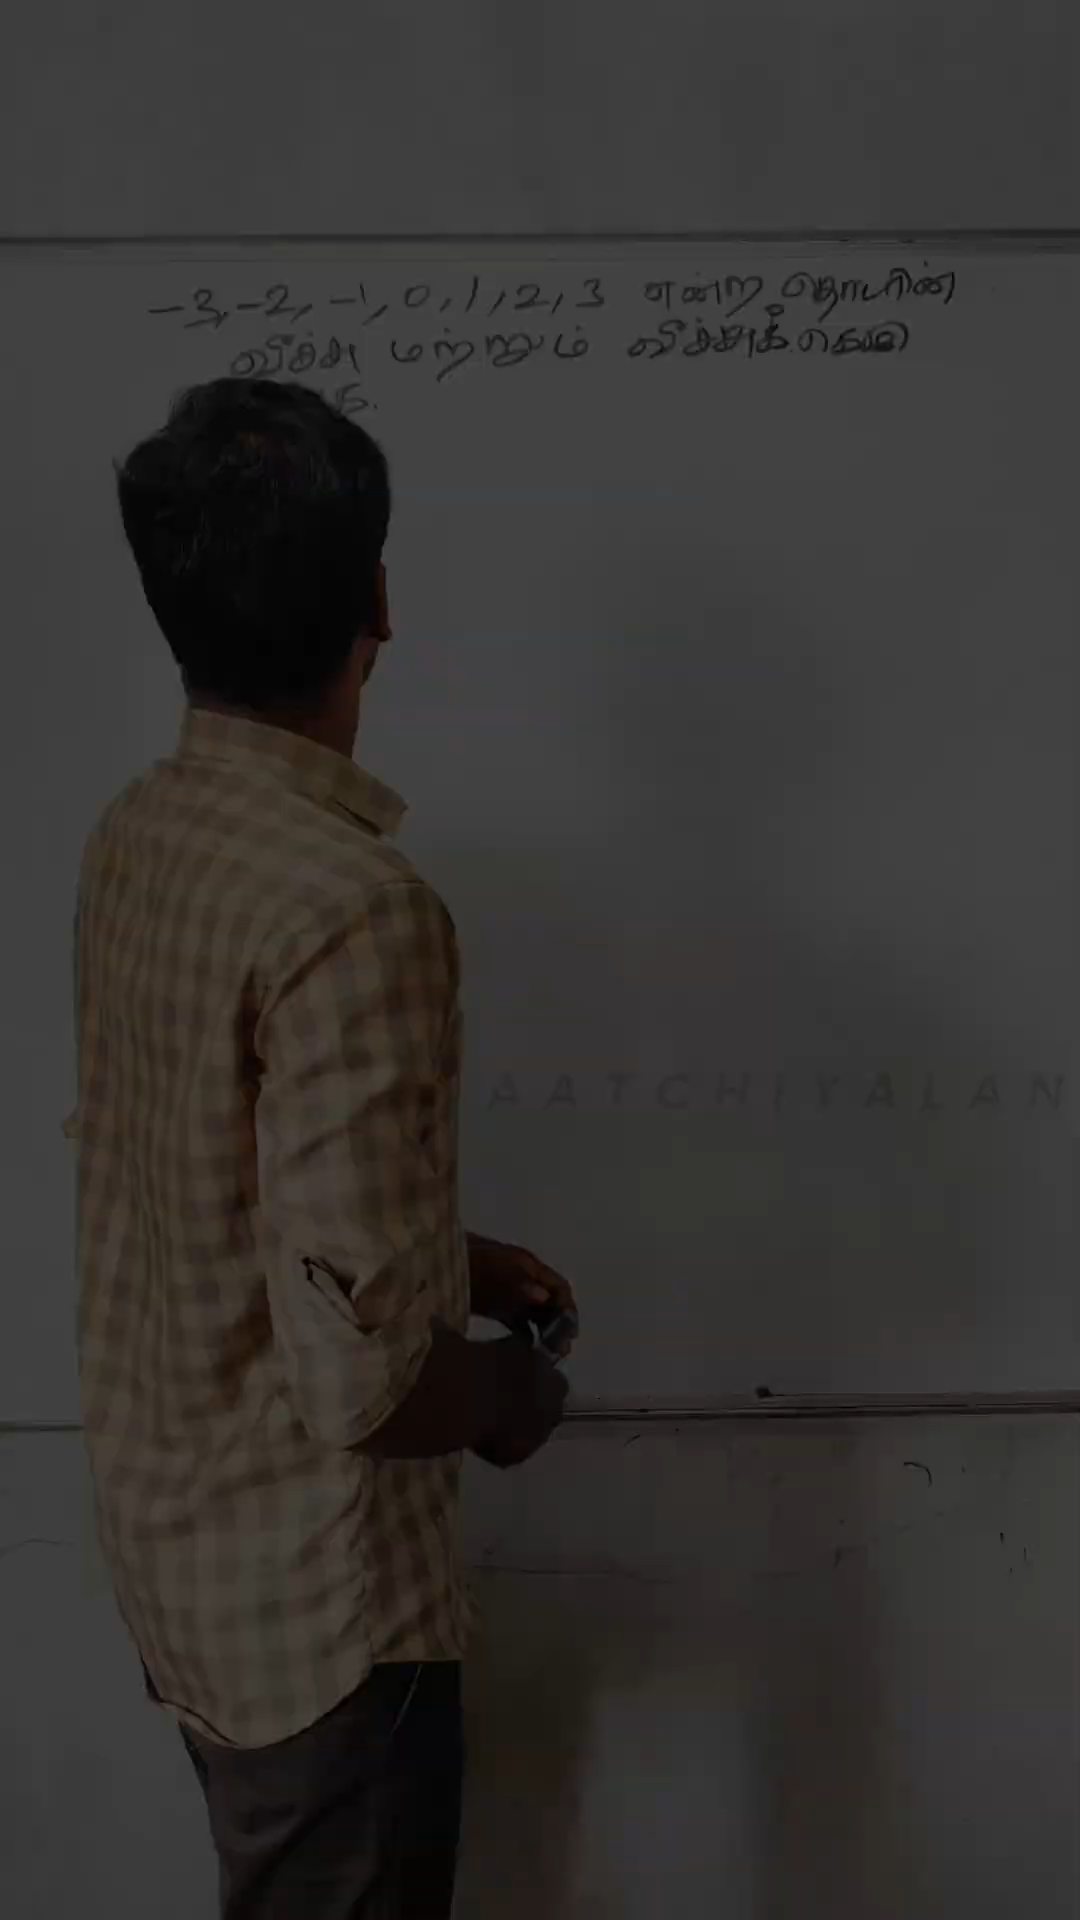 -3, -2, -1, 0, 1, 2, 3 என்ற தொடரின்
வீச்சு மற்றும் வீச்சுக் கெழு
AATCHIYALAN